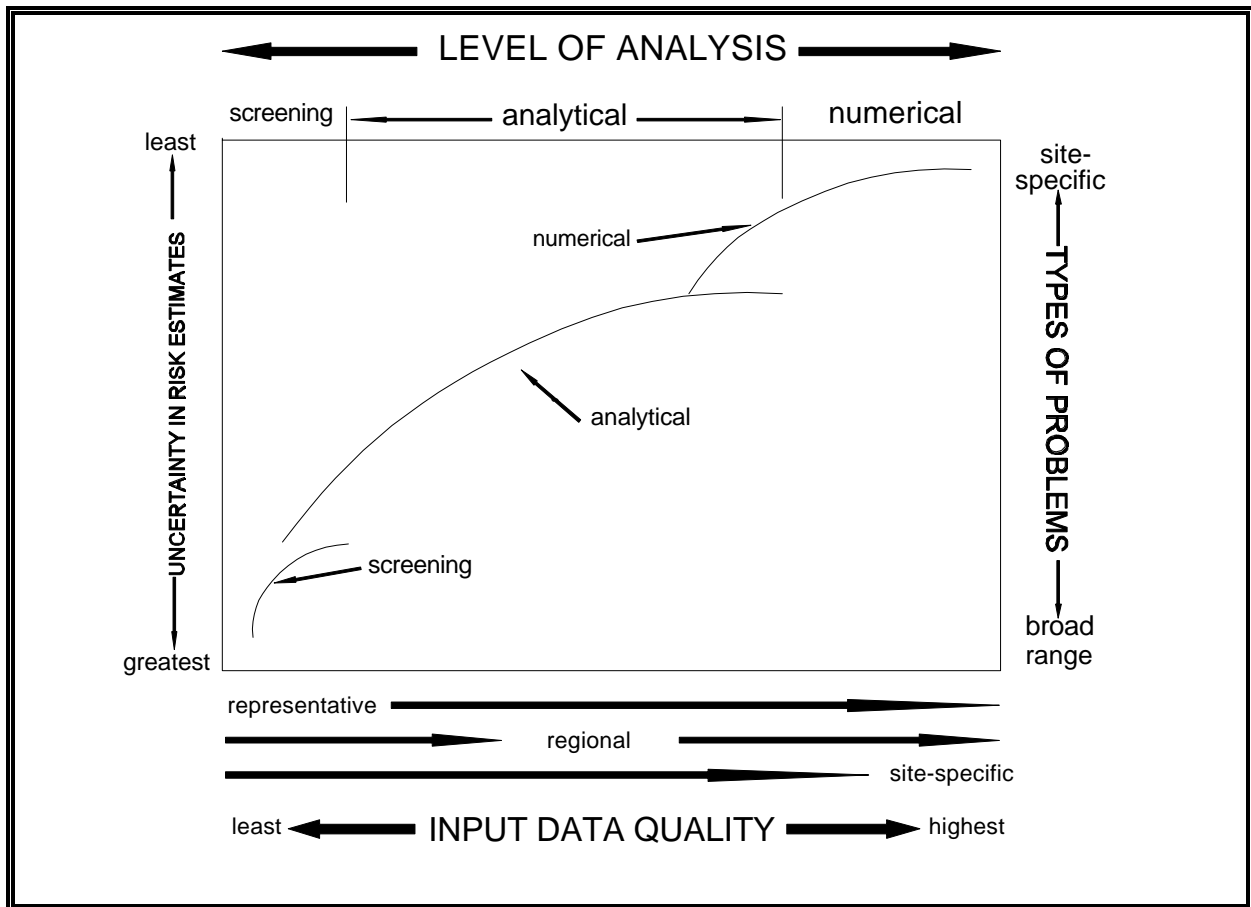 LEVEL OF ANALYSIS
screening
analytical
numerical
least
site-
specific
numerical
UNCERTAINTY IN RISK ESTIMATES
TYPES OF PROBLEMS
analytical
screening
greatest
broad
range
representative
regional
site-specific
least
INPUT DATA QUALITY
highest